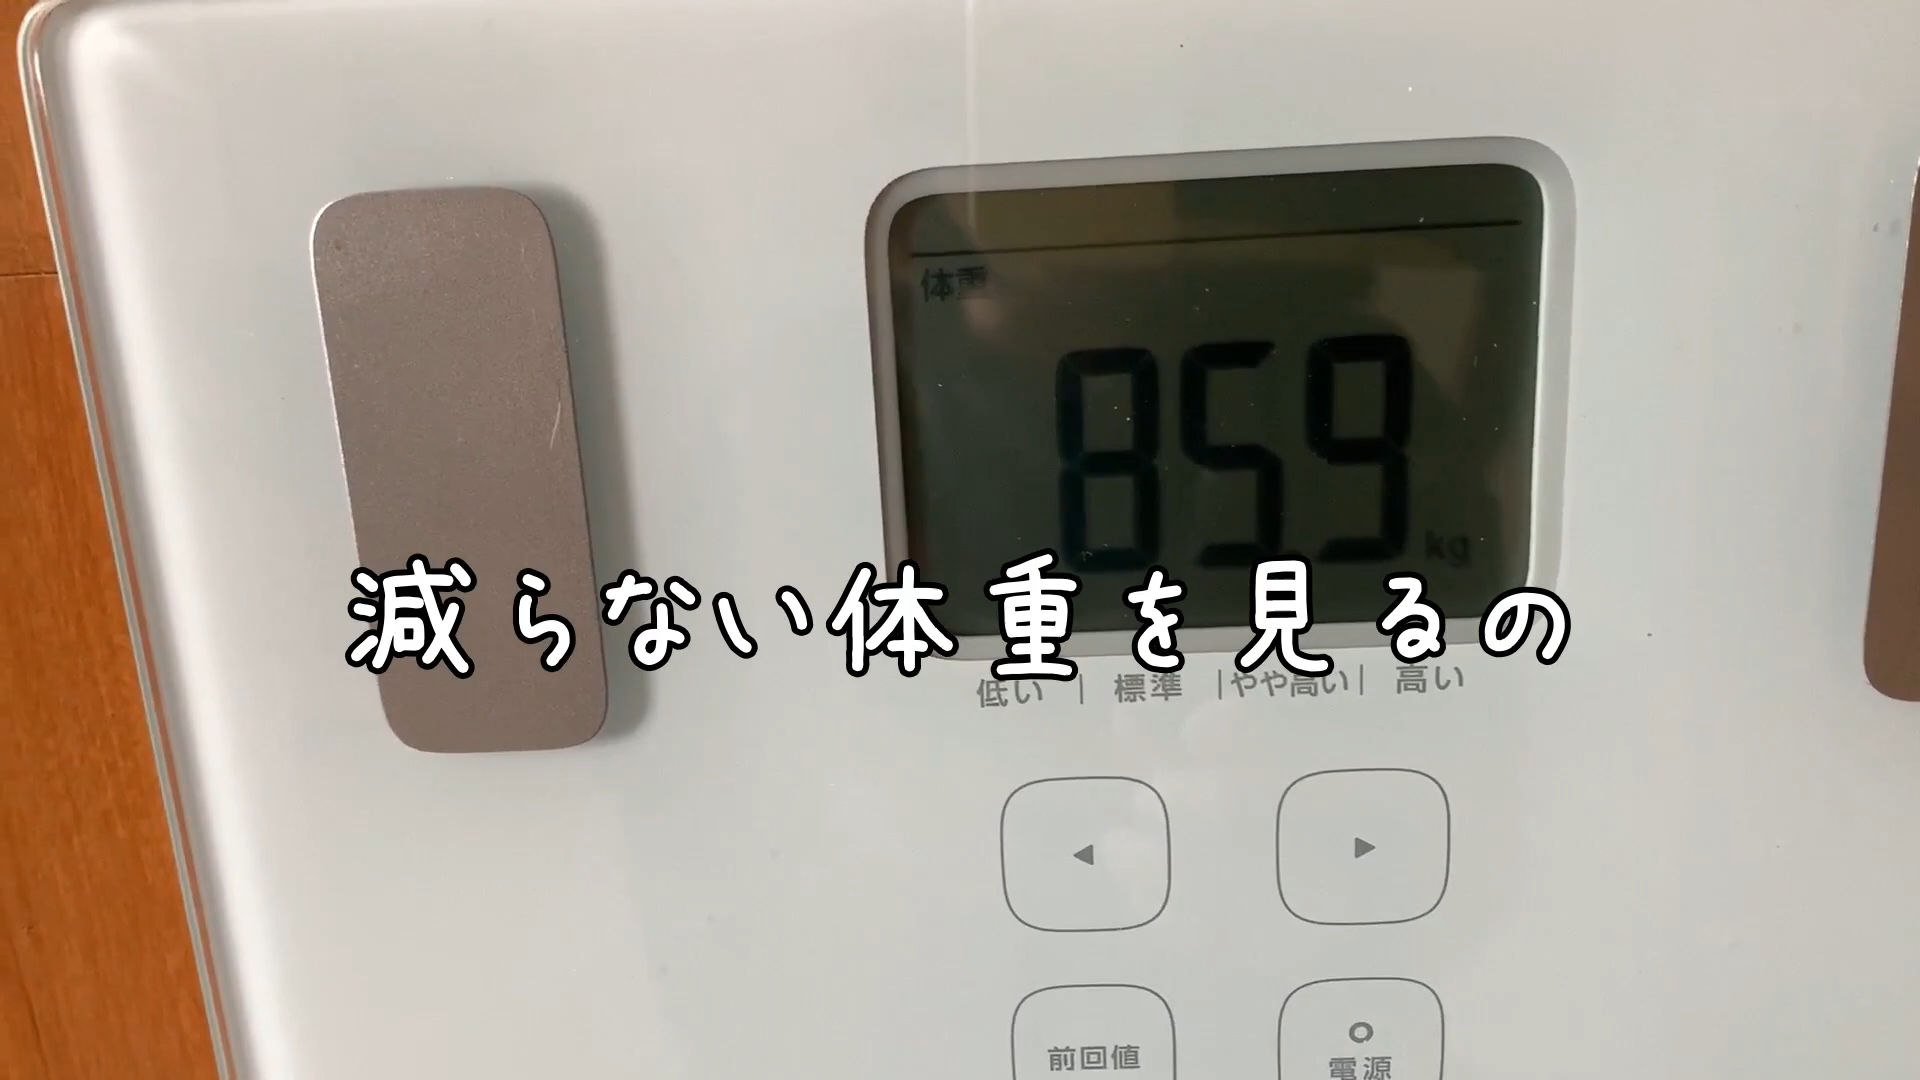 体重
859
kg
減らない体重を見るの
低い | 標準 | やや高い | 高い
◀ ▶
前回値 電源